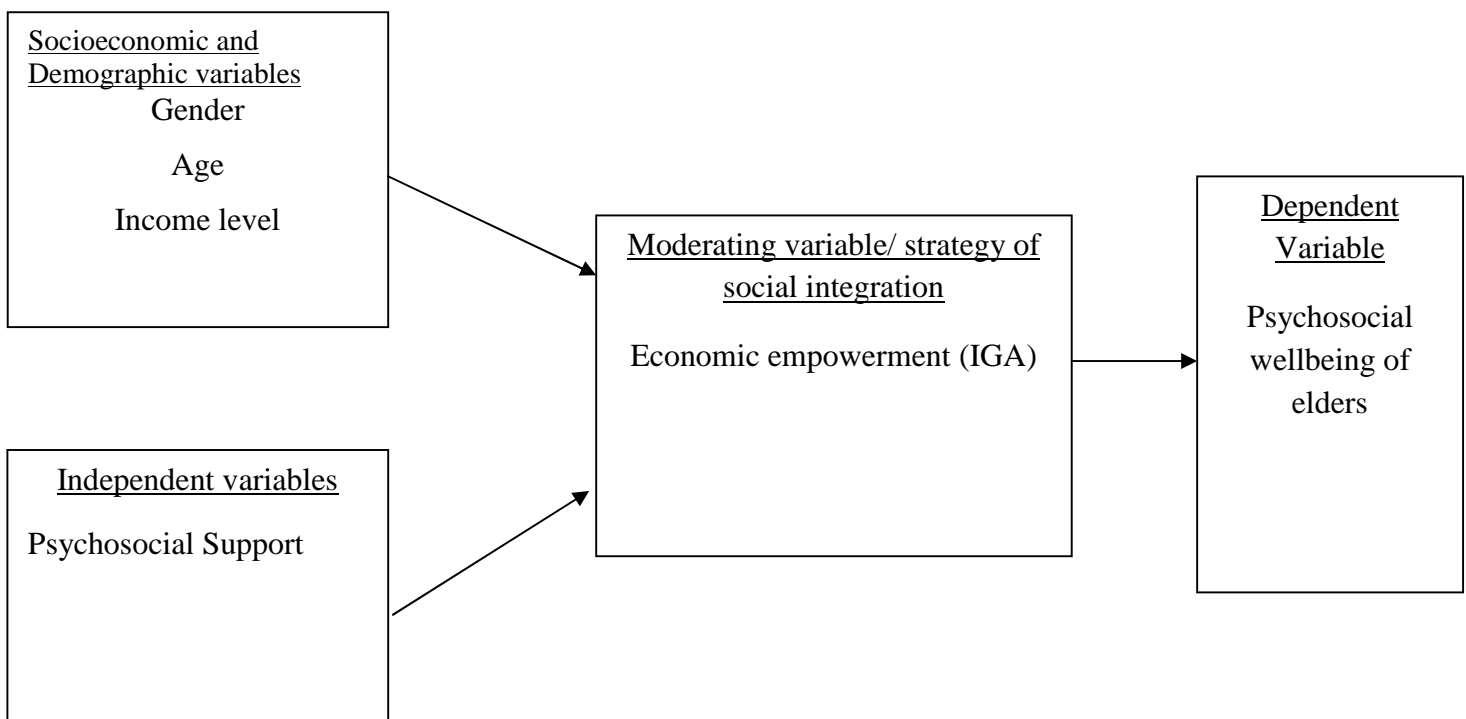 Socioeconomic and
Demographic variables
Gender
Age
Income level
Independent variables
Psychosocial Support
Moderating variable/ strategy of
social integration
Economic empowerment (IGA)
Dependent
Variable
Psychosocial
wellbeing of
elders